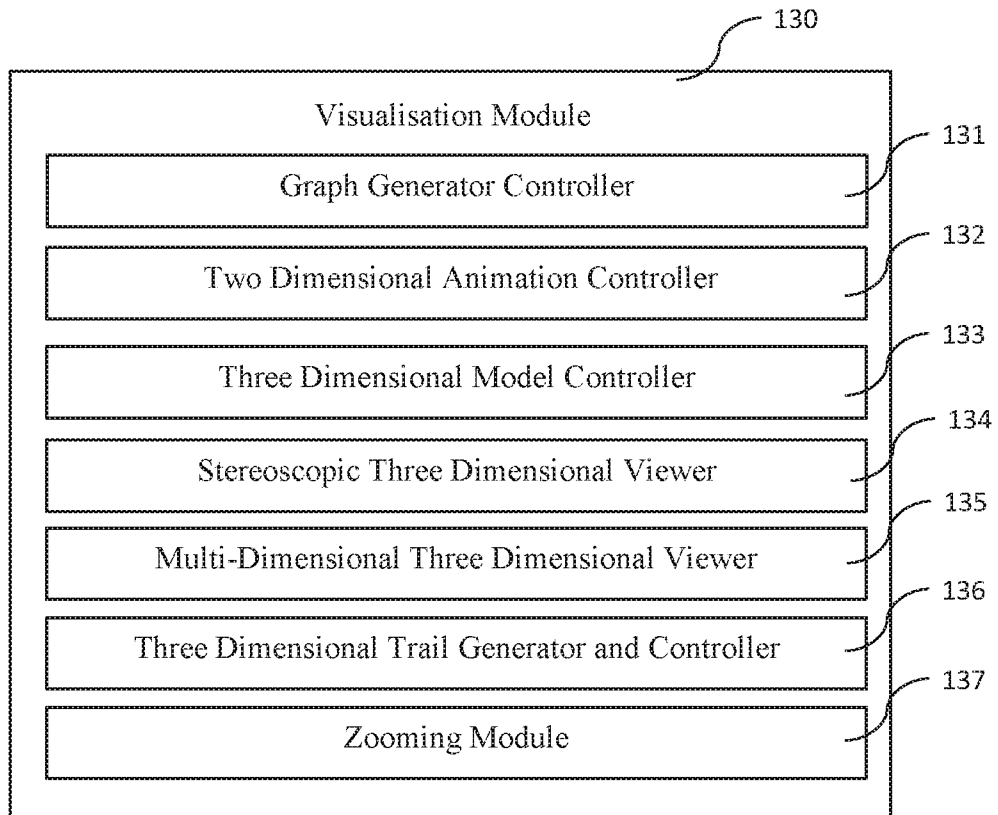 130
Visualisation Module
131
Graph Generator Controller
132
Two Dimensional Animation Controller
133
Three Dimensional Model Controller
134
Stereoscopic Three Dimensional Viewer
135
Multi-Dimensional Three Dimensional Viewer
136
Three Dimensional Trail Generator and Controller
137
Zooming Module